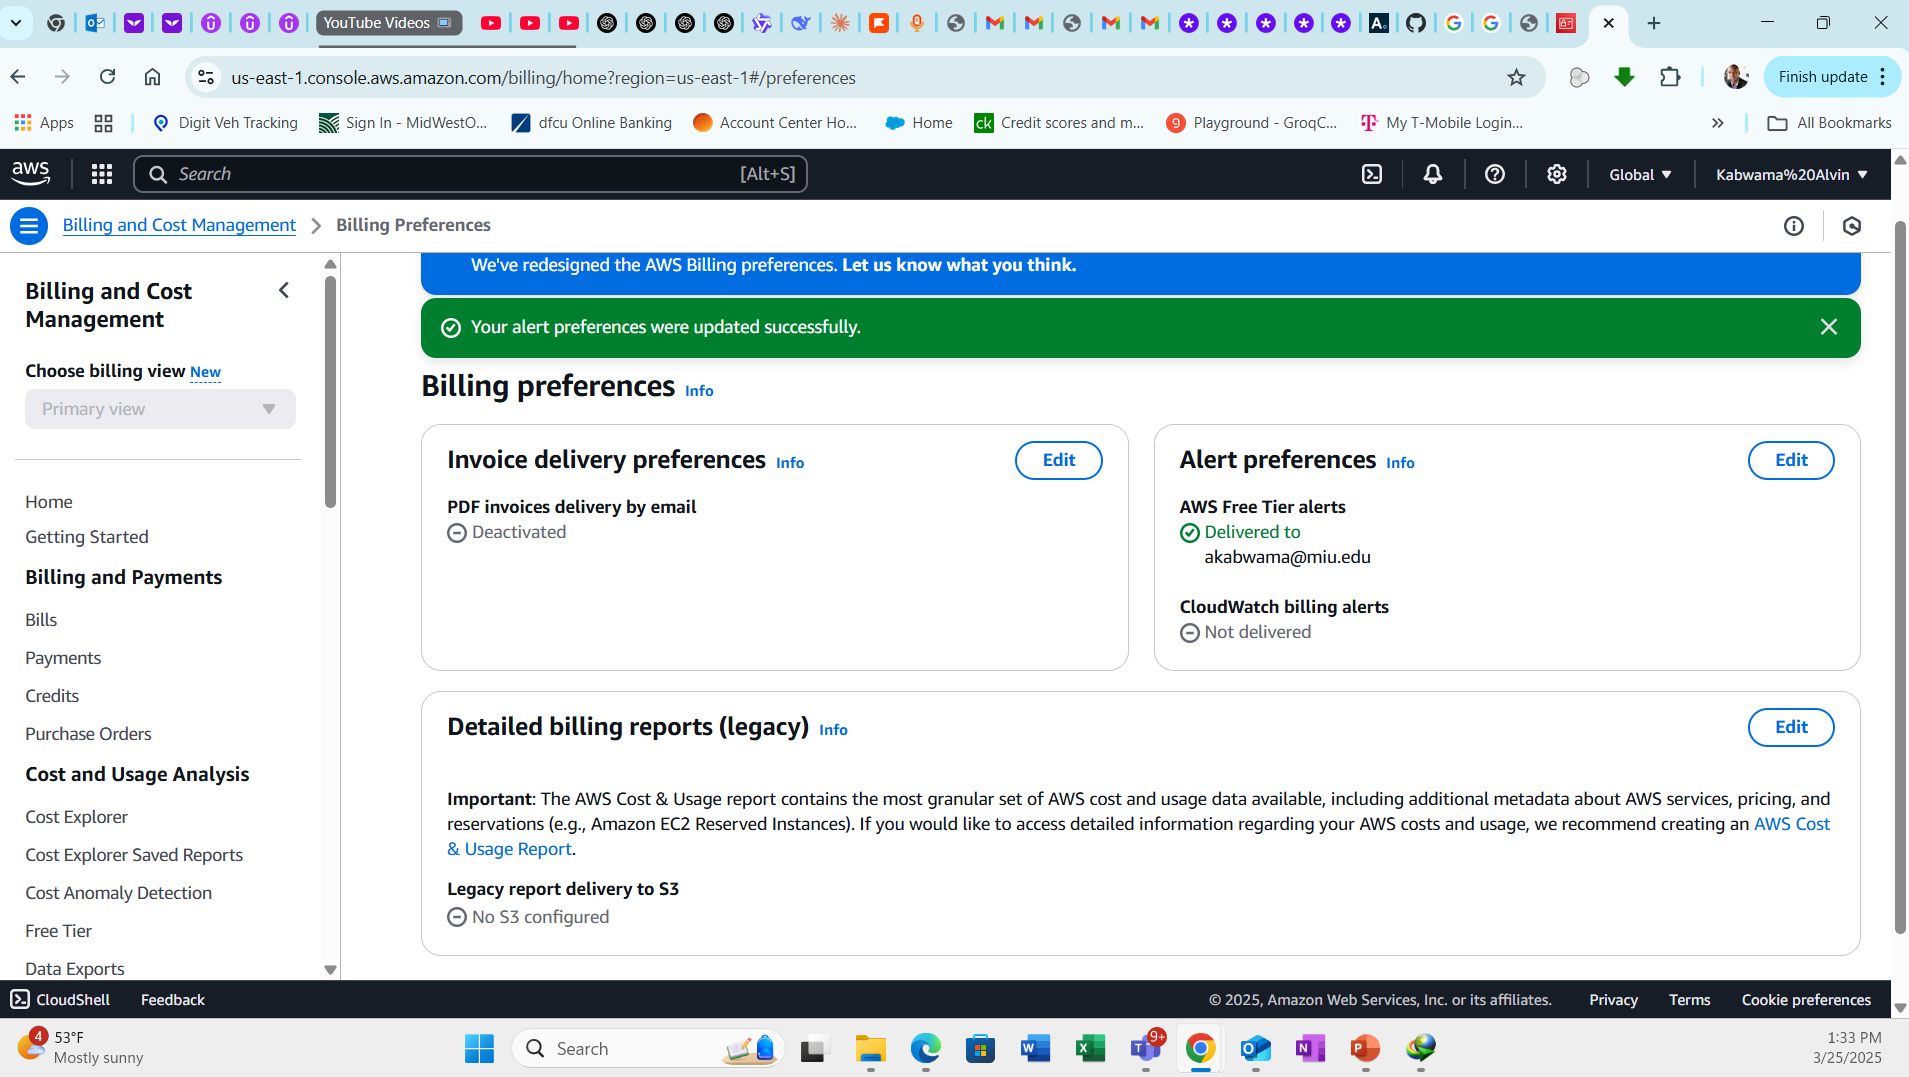 YouTube Videos
us-east-1.console.aws.amazon.com/billing/home?region=us-east-1#/preferences
Finish update
Apps
Digit Veh Tracking
Sign In - MidWestO...
dfcu Online Banking
Account Center Ho...
Home
ck
Credit scores and m...
9
Playground - GroqC...
My T-Mobile Login...
All Bookmarks
aws
Search
[Alt+S]
Global
Kabwama%20Alvin
Billing and Cost Management
Billing Preferences
Billing and Cost
Management
Choose billing view New
Primary view
Home
Getting Started
Billing and Payments
Bills
Payments
Credits
Purchase Orders
Cost and Usage Analysis
Cost Explorer
Cost Explorer Saved Reports
Cost Anomaly Detection
Free Tier
Data Exports
We've redesigned the AWS Billing preferences. Let us know what you think.
Your alert preferences were updated successfully.
Billing preferences Info
Invoice delivery preferences Info
Edit
PDF invoices delivery by email
Deactivated
Alert preferences Info
Edit
AWS Free Tier alerts
Delivered to
akabwama@miu.edu
CloudWatch billing alerts
Not delivered
Detailed billing reports (legacy) Info
Edit
Important: The AWS Cost & Usage report contains the most granular set of AWS cost and usage data available, including additional metadata about AWS services, pricing, and
reservations (e.g., Amazon EC2 Reserved Instances). If you would like to access detailed information regarding your AWS costs and usage, we recommend creating an AWS Cost
& Usage Report.
Legacy report delivery to S3
No S3 configured
CloudShell
Feedback
© 2025, Amazon Web Services, Inc. or its affiliates.
Privacy
Terms
Cookie preferences
4
53°F
Mostly sunny
Search
9+
1:33 PM
3/25/2025